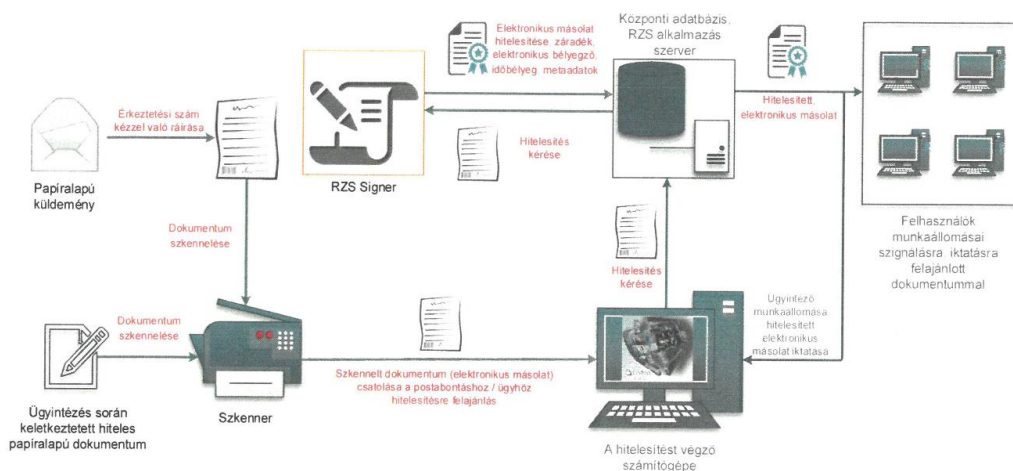 Elektronikus másolat
hitelesítése záradék,
elektronikus bélyegző,
időbélyeg metaadatok
Központi adatbázis,
RZS alkalmazás
szerver
Érkeztetési szám
kézzel való ráírása
Hitelesített,
elektronikus másolat
Hitelesítés
kérése
Papíralapú
küldemény
RZS Signer
Dokumentum
szkennelése
Hitelesítés
kérése
Felhasználók
munkaállomásai
szignálásra iktatásra
felajánlott
dokumentummal
Dokumentum
szkennelése
Ügyintéző
munkaállomása
hitelesített
elektronikus
másolat iktatása
Szkennelt dokumentum (elektronikus másolat)
csatolása a postabontáshoz / ügyhöz
hitelesítésre felajánlás
Ügyintézés során
keletkeztetett hiteles
papíralapú dokumentum
Szkenner
A hitelesítést végző
számítógépe